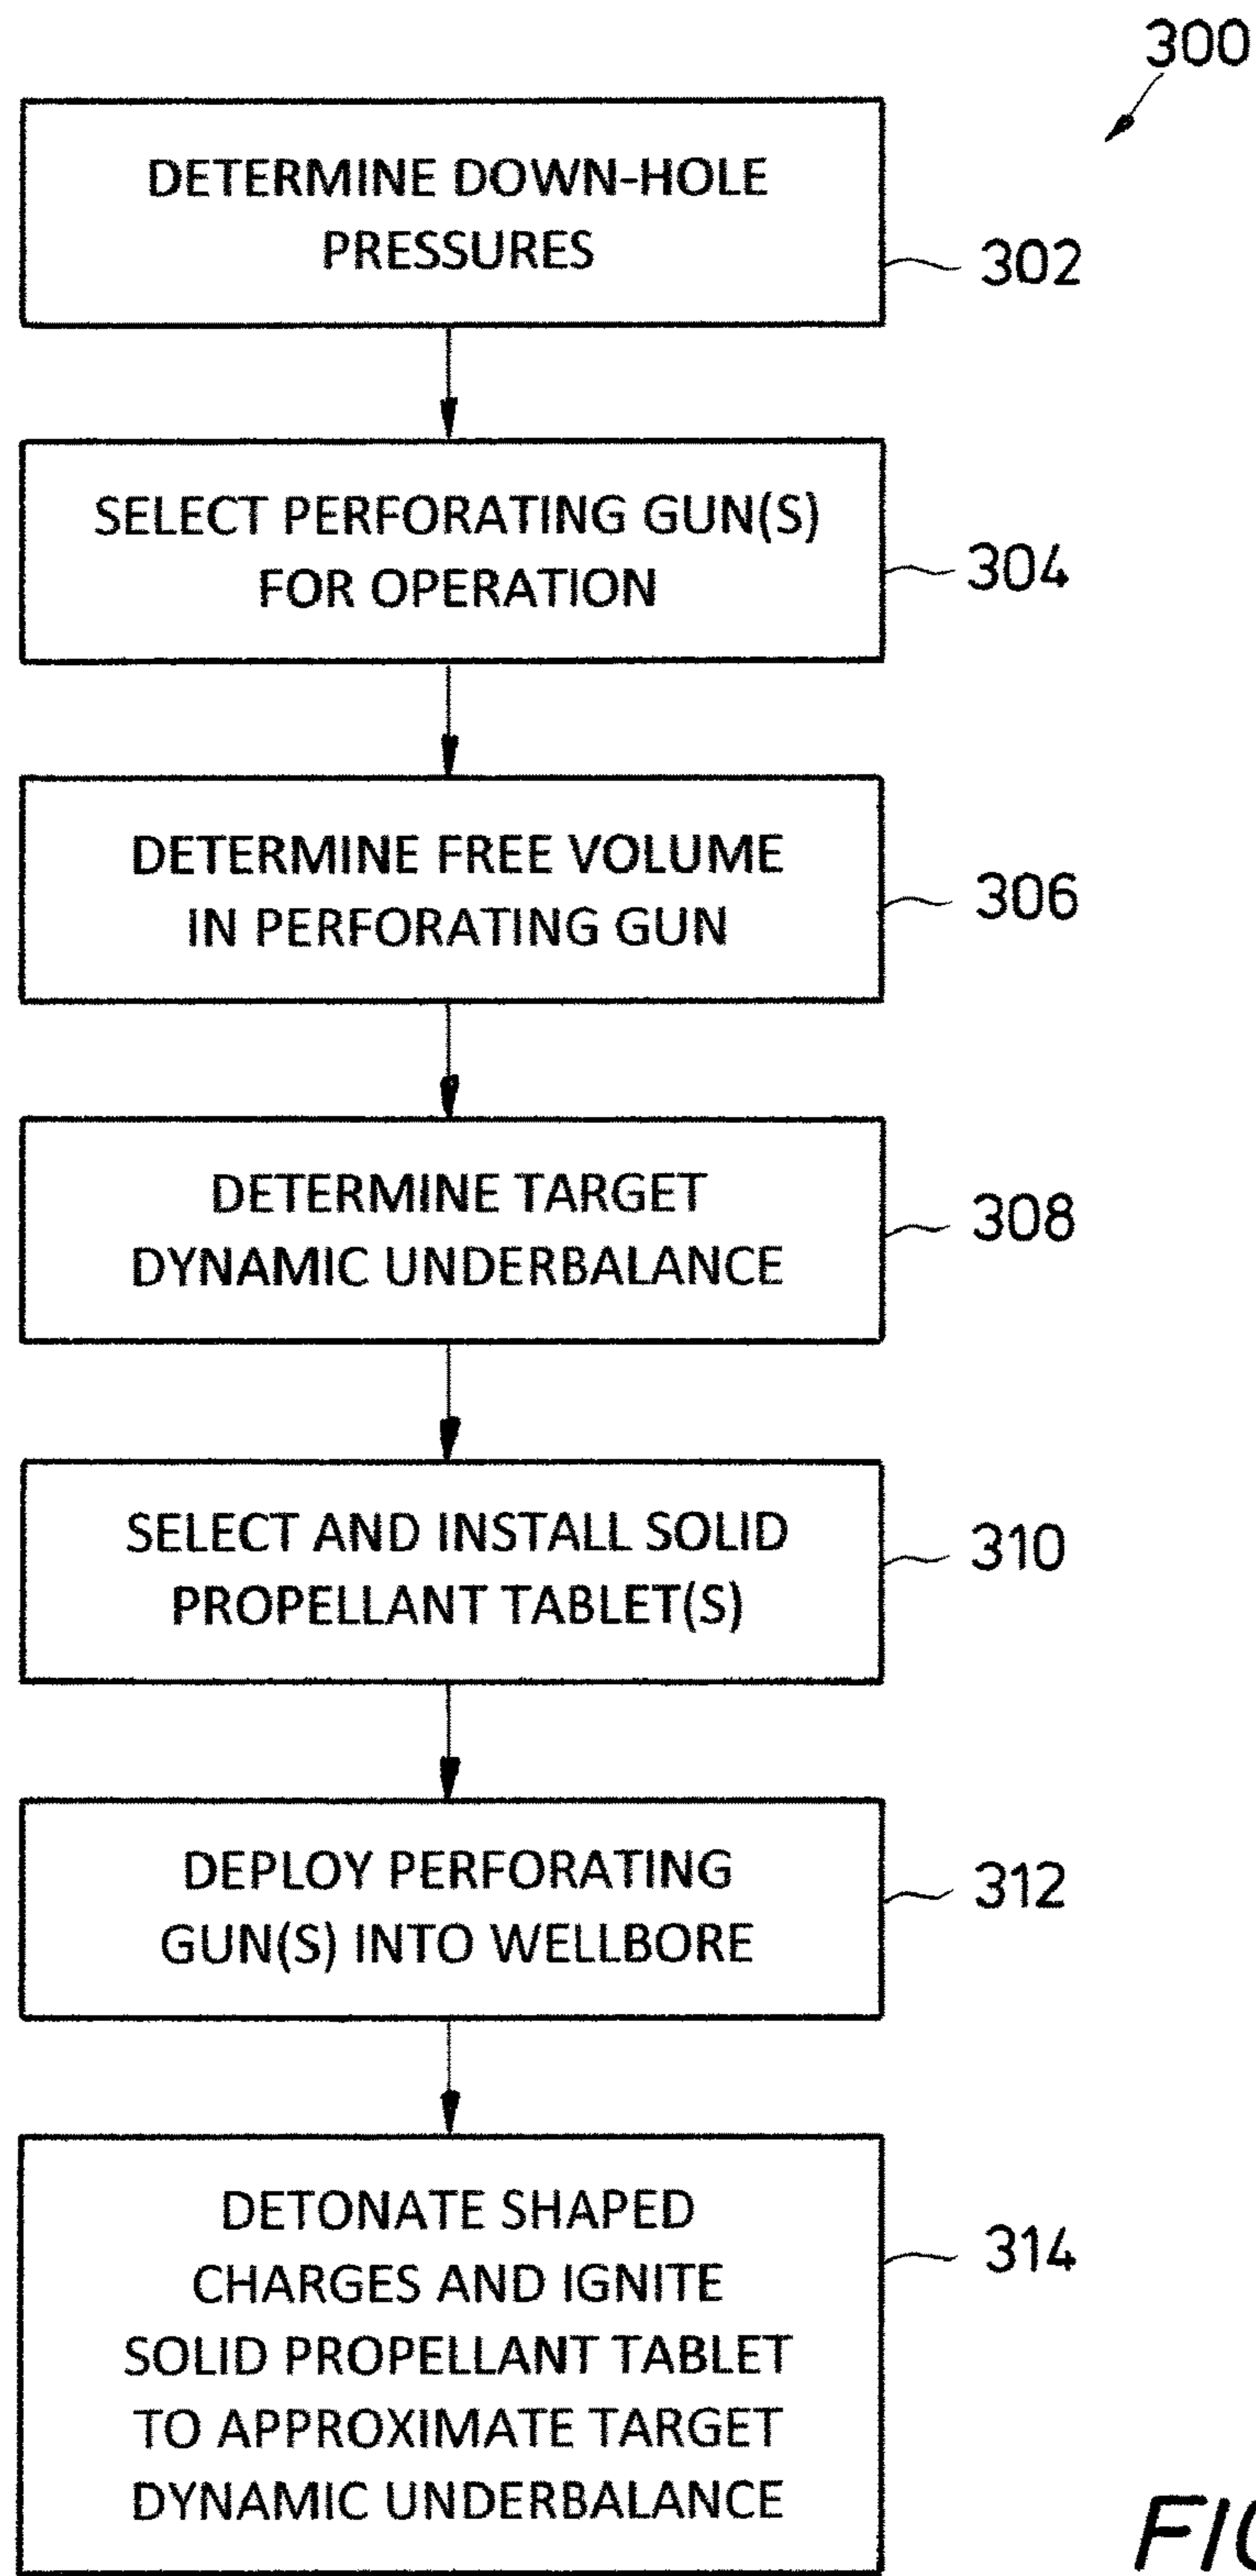 300
DETERMINE DOWN-HOLE
PRESSURES
302
SELECT PERFORATING GUN(S)
FOR OPERATION
304
DETERMINE FREE VOLUME
IN PERFORATING GUN
306
DETERMINE TARGET
DYNAMIC UNDERBALANCE
308
SELECT AND INSTALL SOLID
PROPELLANT TABLET(S)
310
DEPLOY PERFORATING
GUN(S) INTO WELLBORE
312
DETONATE SHAPED
CHARGES AND IGNITE
SOLID PROPELLANT TABLET
TO APPROXIMATE TARGET
DYNAMIC UNDERBALANCE
314